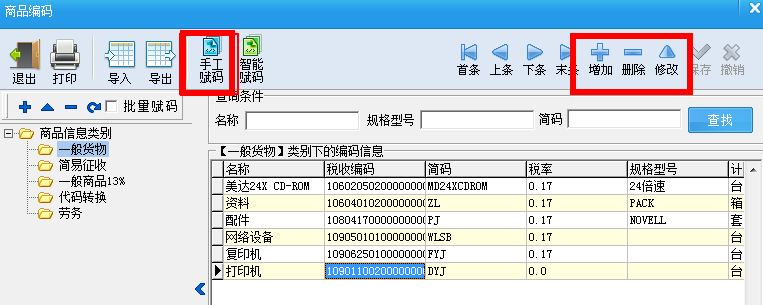 商品编码
退出 打印 导入 导出 手工赋码 智能赋码 首条 上条 下条 末条 增加 删除 修改 保存 撤销
批量赋码
查询条件
名称 规格型号 简码 查找
商品信息类别
一般货物
简易征收
一般商品13%
代码转换
劳务
【一般货物】类别下的编码信息
名称 税收编码 简码 税率 规格型号 计
美达24X CD-ROM MD24XCDROM 0.17 24倍速 台
资料 ZL 0.17 PACK 箱
配件 PJ 0.17 NOVELL 套
网络设备 WLSB 0.17 台
复印机 FYJ 0.17 台
打印机 DYJ 0.0 台